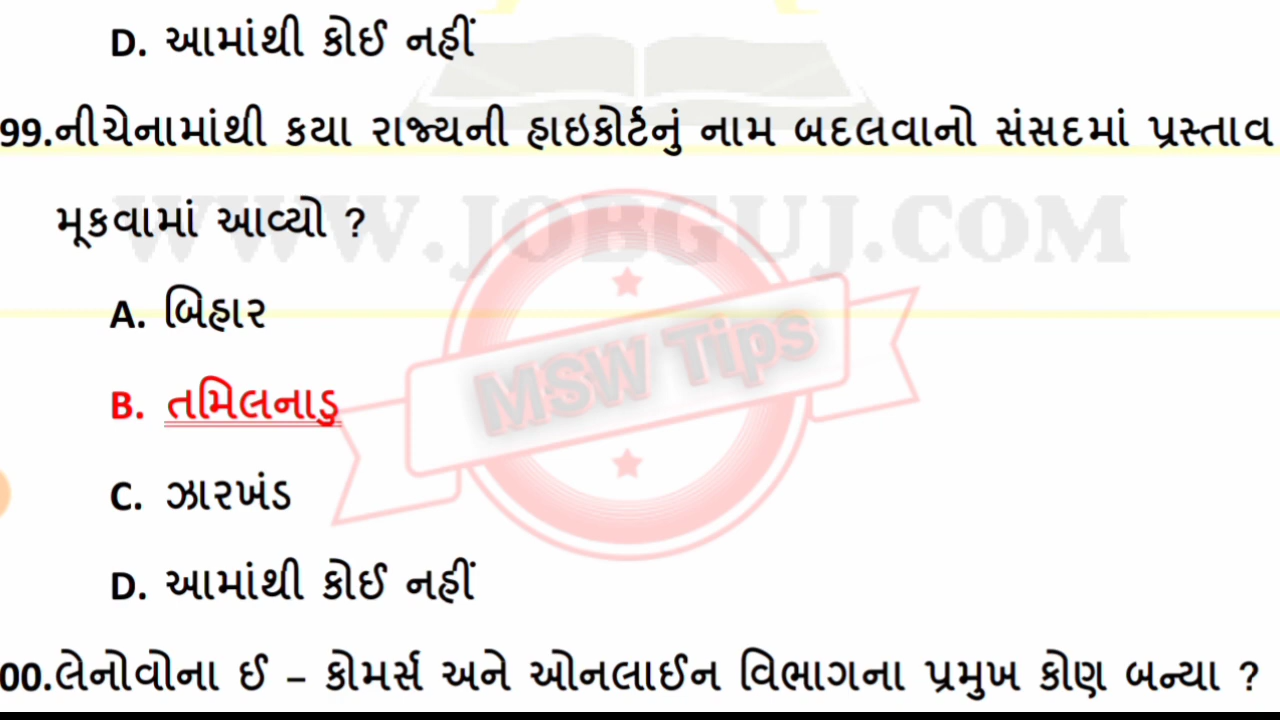 D. આમાંથી કોઈ નહીં
99.નીચેનામાંથી કયા રાજ્યની હાઇકોર્ટનું નામ બદલવાનો સંસદમાં પ્રસ્તાવ
મૂકવામાં આવ્યો ?
WWW.JOBGUJ.COM
A. બિહાર
MSW Tips
B. તમિલનાડુ
C. ઝારખંડ
D. આમાંથી કોઈ નહીં
00.લેનોવોના ઈ – કોમર્સ અને ઓનલાઈન વિભાગના પ્રમુખ કોણ બન્યા ?